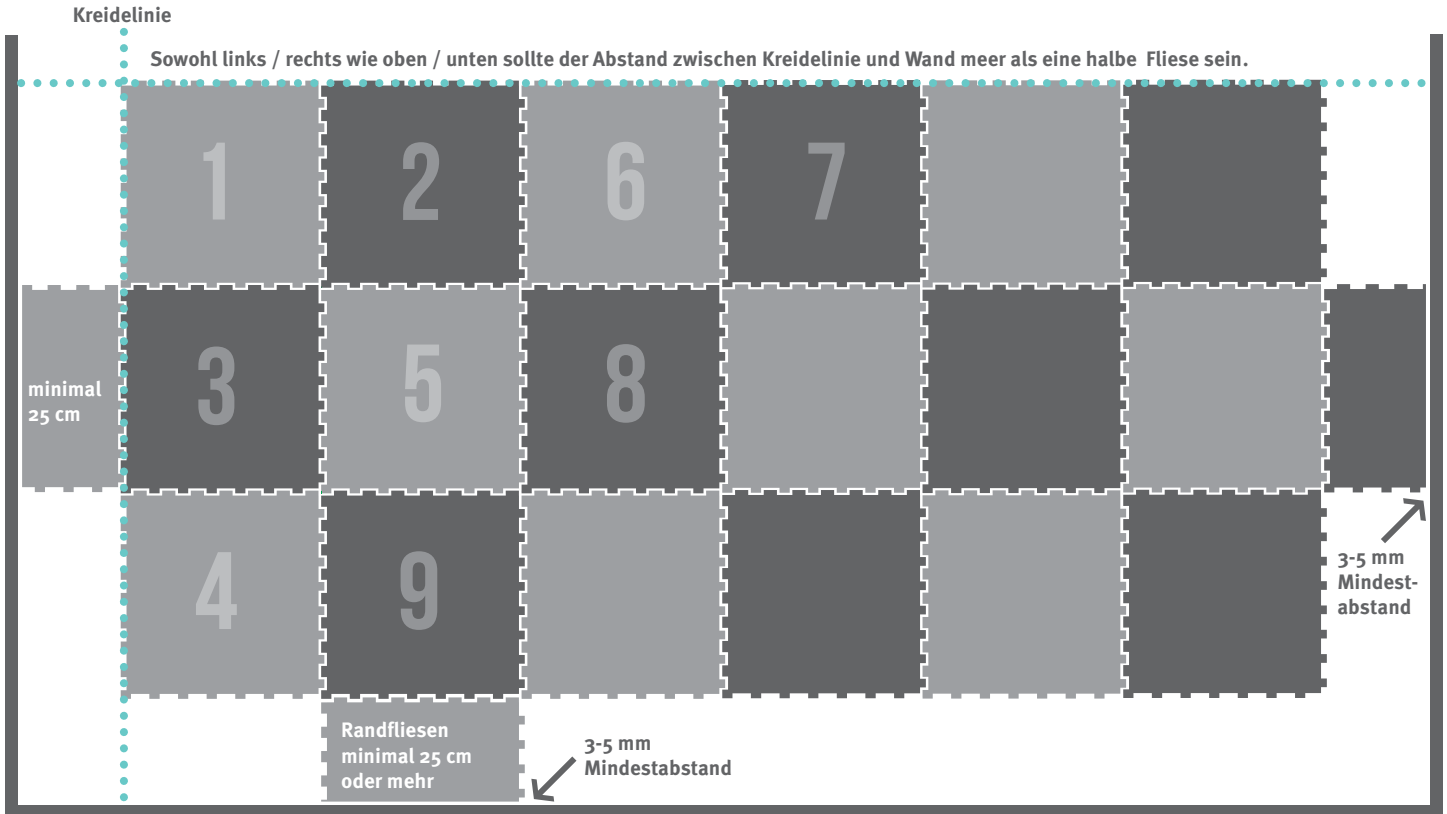 Kreidelinie
Sowohl links / rechts wie oben / unten sollte der Abstand zwischen Kreidelinie und Wand meer als eine halbe Fliese sein.
1
2
6
7
minimal
25 cm
3
5
8
4
9
3-5 mm
Mindest-
abstand
Randfliesen
minimal 25 cm
oder mehr
3-5 mm
Mindestabstand